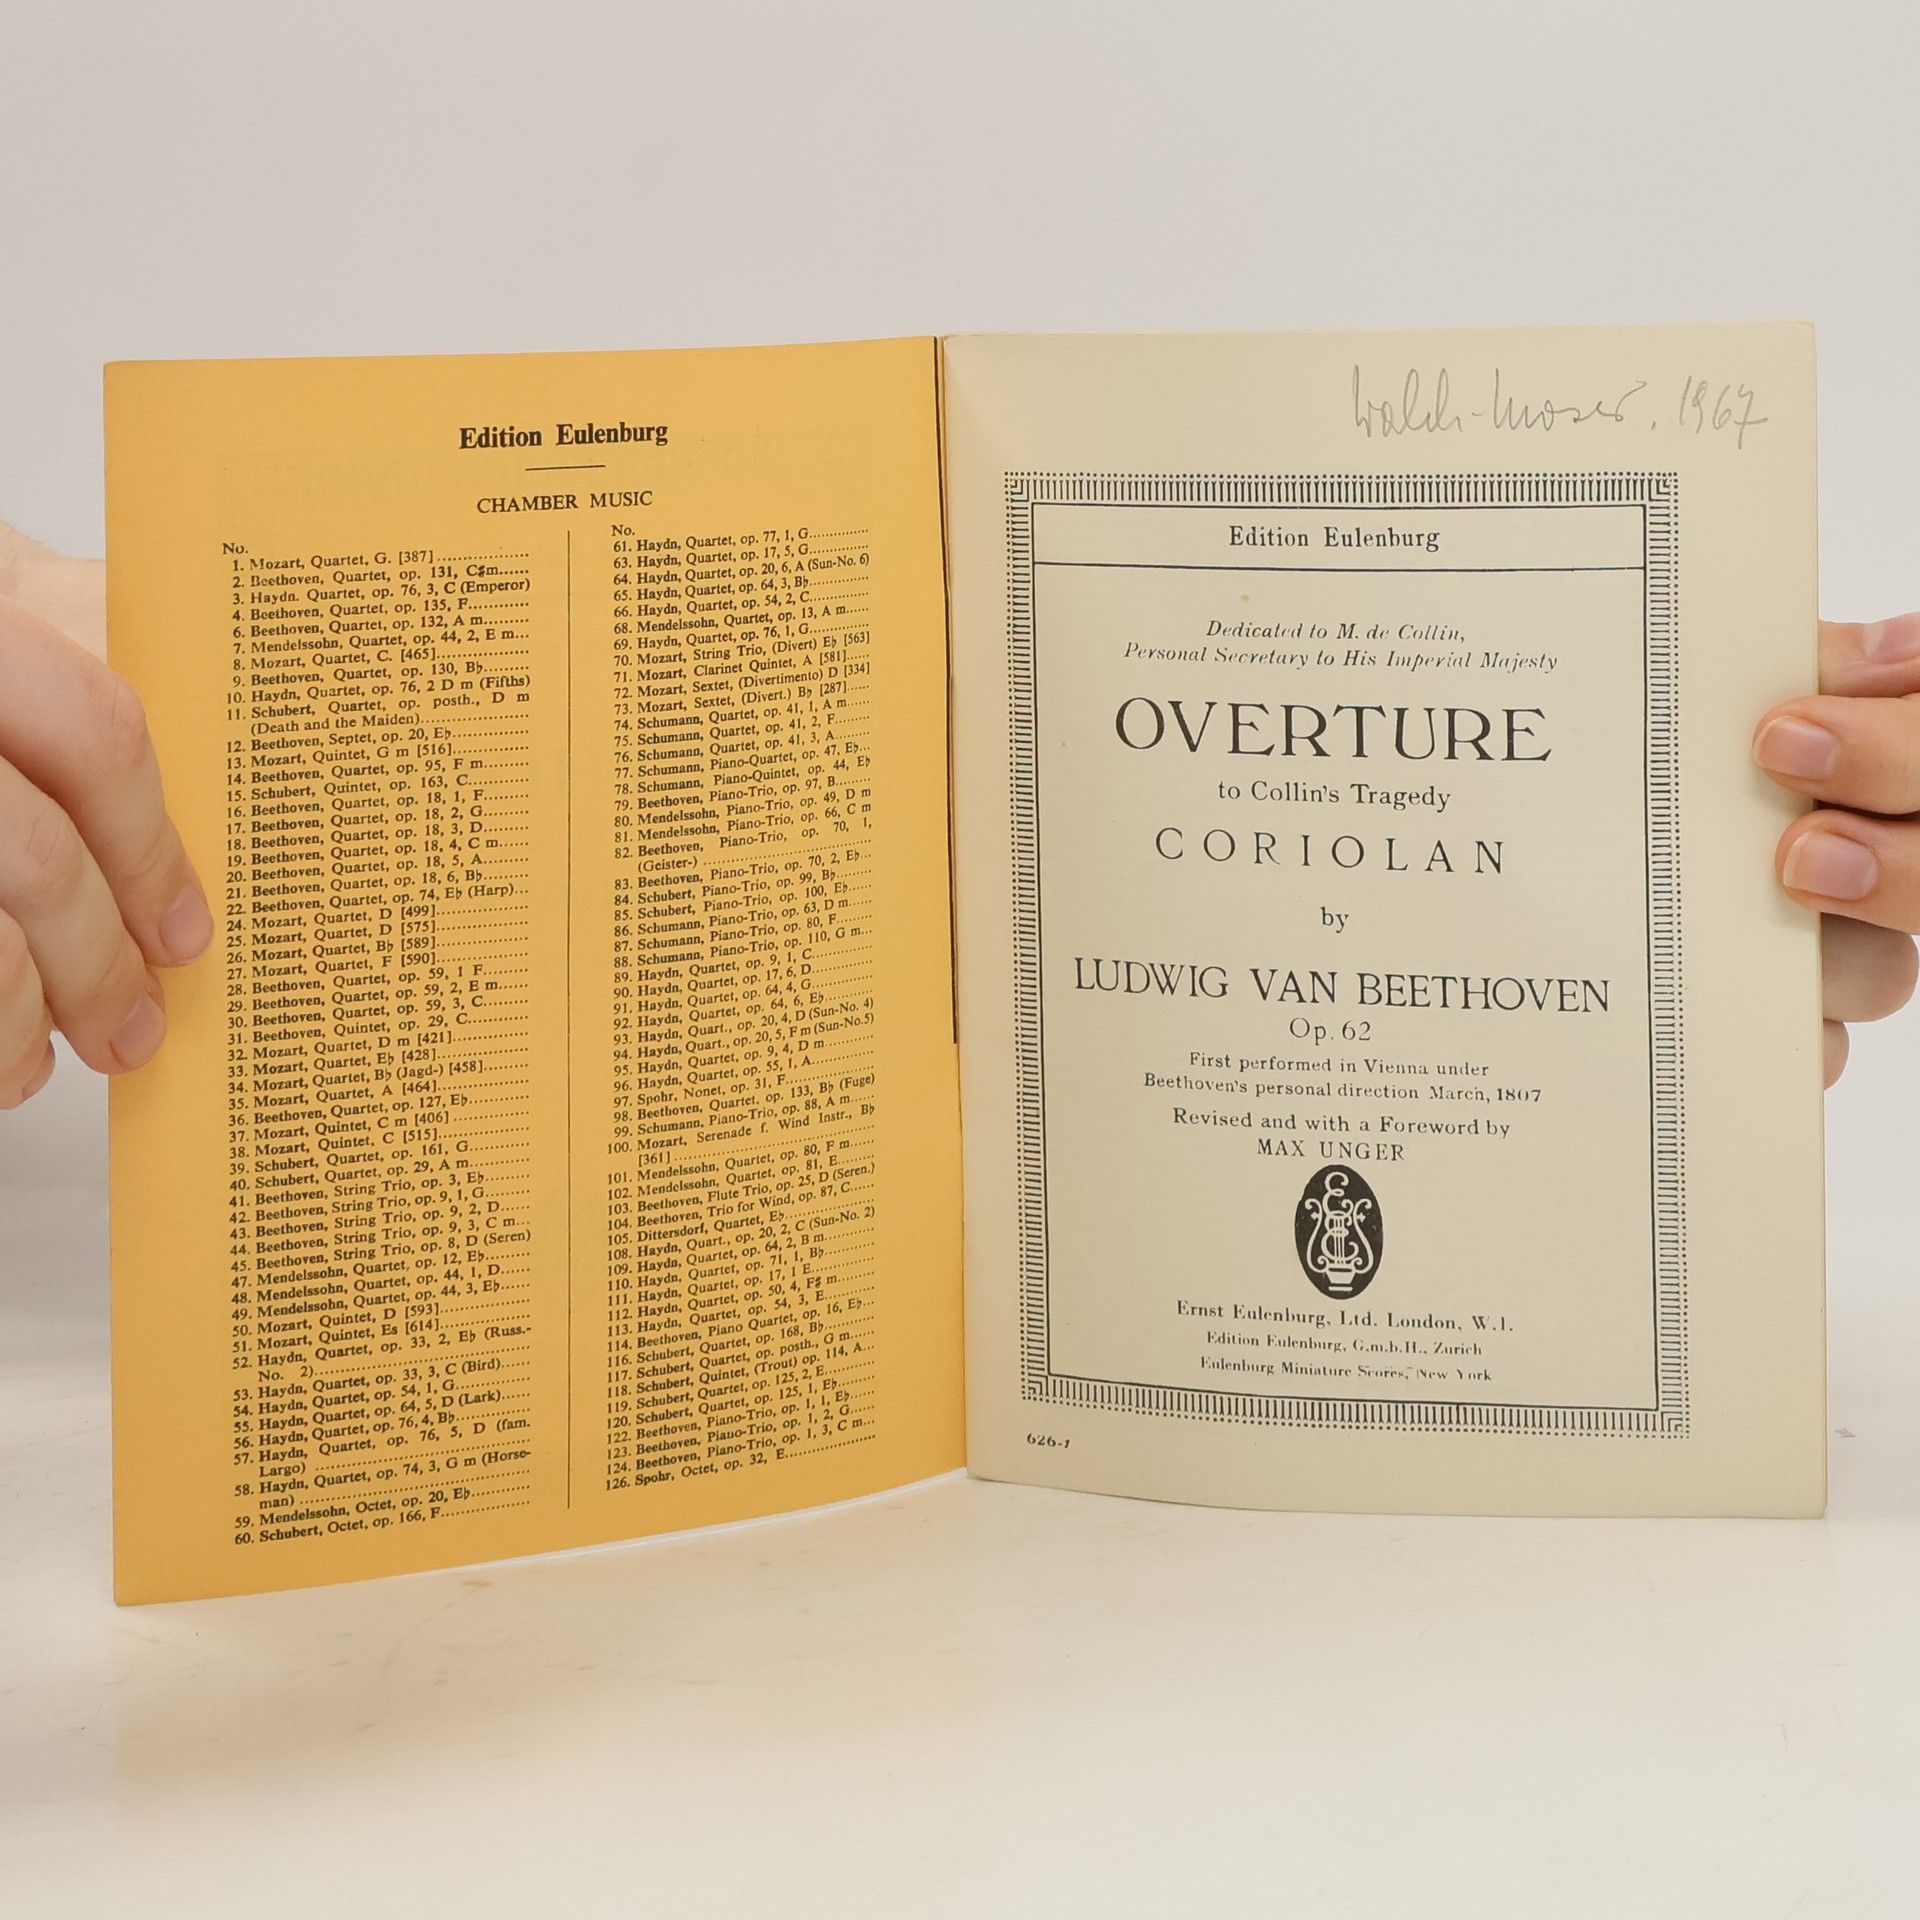 Edition Eulenburg
CHAMBER MUSIC
No.
1. Mozart, Quartet, G. [387]
2. Beethoven, Quartet, op. 131, C♯m
3. Haydn. Quartet, op. 76, 3, C (Emperor)
4. Beethoven, Quartet, op. 135, F
6. Beethoven, Quartet, op. 132, A m
7. Mendelssohn, Quartet, op. 44, 2, E m
8. Mozart, Quartet, C. [465]
9. Beethoven, Quartet, op. 130, B♭
10. Haydn, Quartet, op. 76, 2 D m (Fifths)
11. Schubert, Quartet, op. posth., D m
(Death and the Maiden)
12. Beethoven, Septet, op. 20, E♭
13. Mozart, Quintet, G m [516]
14. Beethoven, Quartet, op. 95, F m
15. Schubert, Quintet, op. 163, C
16. Beethoven, Quartet, op. 18, 1, F
17. Beethoven, Quartet, op. 18, 2, G
18. Beethoven, Quartet, op. 18, 3, D
19. Beethoven, Quartet, op. 18, 4, C m
20. Beethoven, Quartet, op. 18, 5, A
21. Beethoven, Quartet, op. 18, 6, B♭
22. Beethoven, Quartet, op. 74, E♭ (Harp)
24. Mozart, Quartet, D [499]
25. Mozart, Quartet, D [575]
26. Mozart, Quartet, B♭ [589]
27. Mozart, Quartet, F [590]
28. Beethoven, Quartet, op. 59, 1 F
29. Beethoven, Quartet, op. 59, 2, E m
30. Beethoven, Quartet, op. 59, 3, C
31. Beethoven, Quintet, op. 29, C
32. Mozart, Quartet, D m [421]
33. Mozart, Quartet, E♭ [428]
34. Mozart, Quartet, B♭ (Jagd-) [458]
35. Mozart, Quartet, A [464]
36. Beethoven, Quartet, op. 127, E♭
37. Mozart, Quintet, C m [406]
38. Mozart, Quintet, C [515]
39. Schubert, Quartet, op. 161, G
40. Schubert, Quartet, op. 29, A m
41. Beethoven, String Trio, op. 3, E♭
42. Beethoven, String Trio, op. 9, 1, G
43. Beethoven, String Trio, op. 9, 2, D
44. Beethoven, String Trio, op. 9, 3, C m
45. Beethoven, String Trio, op. 8, D (Seren)
47. Mendelssohn, Quartet, op. 12, E♭
48. Mendelssohn, Quartet, op. 44, 1, D
49. Mendelssohn, Quartet, op. 44, 3, E♭
50. Mozart, Quintet, D [593]
51. Mozart, Quintet, Es [614]
52. Haydn, Quartet, op. 33, 2, E♭ (Russ.-
No. 2)
53. Haydn, Quartet, op. 33, 3, C (Bird)
54. Haydn, Quartet, op. 54, 1, G
55. Haydn, Quartet, op. 64, 5, D (Lark)
56. Haydn, Quartet, op. 76, 4, B♭
57. Haydn, Quartet, op. 76, 5, D (fam.
Largo)
58. Haydn, Quartet, op. 74, 3, G m (Horse-
man)
59. Mendelssohn, Octet, op. 20, E♭
60. Schubert, Octet, op. 166, F
No.
61. Haydn, Quartet, op. 77, 1, G
63. Haydn, Quartet, op. 17, 5, G
64. Haydn, Quartet, op. 20, 6, A (Sun-No. 6)
65. Haydn, Quartet, op. 64, 3, B♭
66. Haydn, Quartet, op. 54, 2, C
68. Mendelssohn, Quartet, op. 13, A m
69. Haydn, Quartet, op. 76, 1, G
70. Mozart, String Trio, (Divert) E♭ [563]
71. Mozart, Clarinet Quintet, A [581]
72. Mozart, Sextet, (Divertimento) D [334]
73. Mozart, Sextet, (Divert.) B♭ [287]
74. Schumann, Quartet, op. 41, 1, A m
75. Schumann, Quartet, op. 41, 2, F
76. Schumann, Quartet, op. 41, 3, A
77. Schumann, Piano-Quartet, op. 47, E♭
78. Schumann, Piano-Quintet, op. 44, E♭
79. Beethoven, Piano-Trio, op. 97, B
80. Mendelssohn, Piano-Trio, op. 49, D m
81. Mendelssohn, Piano-Trio, op. 66, C m
82. Beethoven, Piano-Trio, op. 70, 1,
(Geister-)
83. Beethoven, Piano-Trio, op. 70, 2, E♭
84. Schubert, Piano-Trio, op. 99, B♭
85. Schubert, Piano-Trio, op. 100, E♭
86. Schumann, Piano-Trio, op. 63, D m
87. Schumann, Piano-Trio, op. 80, F
88. Schumann, Piano-Trio, op. 110, G m
89. Haydn, Quartet, op. 9, 1, C
90. Haydn, Quartet, op. 17, 6, D
91. Haydn, Quartet, op. 64, 4, G
92. Haydn, Quartet, op. 64, 6, E♭
93. Haydn, Quart., op. 20, 4, D (Sun-No. 4)
94. Haydn, Quart., op. 20, 5, F m (Sun-No.5)
95. Haydn, Quartet, op. 9, 4, D m
96. Haydn, Quartet, op. 55, 1, A
97. Spohr, Nonet, op. 31, F
98. Beethoven, Quartet, op. 133, B♭ (Fuge)
99. Schumann, Piano-Trio, op. 88, A m
100. Mozart, Serenade f. Wind Instr., B♭
[361]
101. Mendelssohn, Quartet, op. 80, F m
102. Mendelssohn, Quartet, op. 81, E
103. Beethoven, Flute Trio, op. 25, D (Seren.)
104. Beethoven, Trio for Wind, op. 87, C
105. Dittersdorf, Quartet, E♭
108. Haydn, Quart., op. 20, 2, C (Sun-No. 2)
109. Haydn, Quartet, op. 64, 2, B m
110. Haydn, Quartet, op. 71, 1, B♭
111. Haydn, Quartet, op. 17, 1 E
112. Haydn, Quartet, op. 50, 4, F♯ m
113. Haydn, Quartet, op. 54, 3, E
114. Beethoven, Piano Quartet, op. 16, E♭
116. Schubert, Quartet, op. 168, B♭
117. Schubert, Quartet, op. posth., G m
118. Schubert, Quintet, (Trout) op. 114, A
119. Schubert, Quartet, op. 125, 2, E
120. Schubert, Quartet, op. 125, 1, E♭
122. Beethoven, Piano-Trio, op. 1, 1, E♭
123. Beethoven, Piano-Trio, op. 1, 2, G
124. Beethoven, Piano-Trio, op. 1, 3, C m
126. Spohr, Octet, op. 32, E
Walch-Moser, 1967
Edition Eulenburg
Dedicated to M. de Collin,
Personal Secretary to His Imperial Majesty
OVERTURE
to Collin's Tragedy
CORIOLAN
by
LUDWIG VAN BEETHOVEN
Op. 62
First performed in Vienna under
Beethoven's personal direction March, 1807
Revised and with a Foreword by
MAX UNGER
Ernst Eulenburg, Ltd. London, W.1.
Edition Eulenburg, G.m.b.H., Zurich
Eulenburg Miniature Scores, New York
626-1